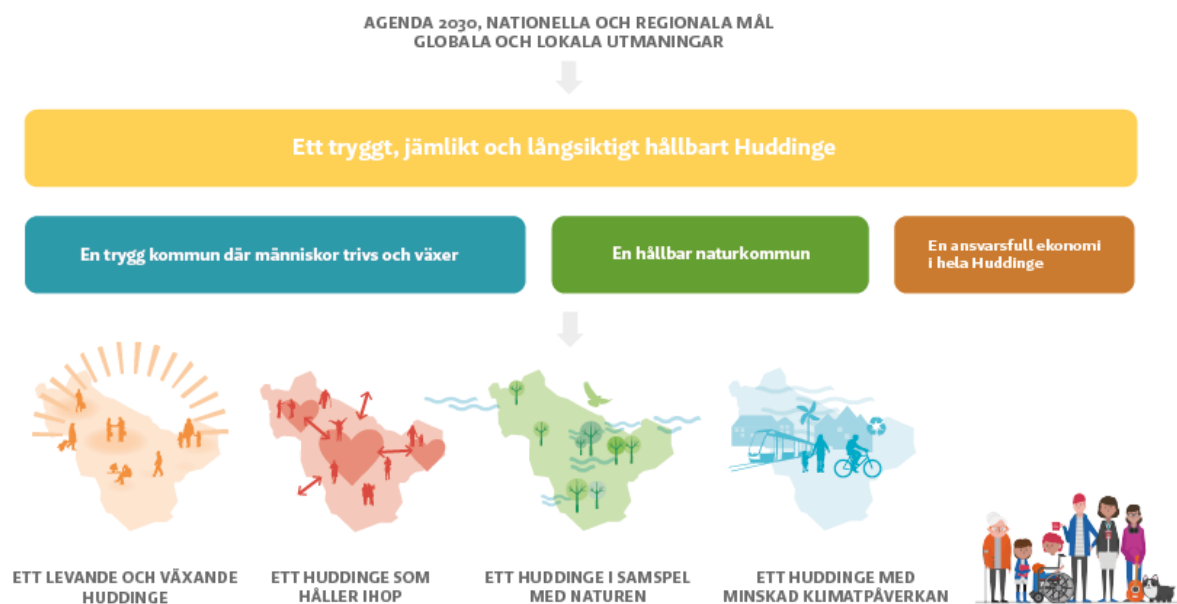 AGENDA 2030, NATIONELLA OCH REGIONALA MÅL
GLOBALA OCH LOKALA UTMANINGAR
Ett tryggt, jämlikt och långsiktigt hållbart Huddinge
En trygg kommun där människor trivs och växer
En hållbar naturkommun
En ansvarsfull ekonomi
i hela Huddinge
ETT LEVANDE OCH VÄXANDE
HUDDINGE
ETT HUDDINGE SOM
HÅLLER IHOP
ETT HUDDINGE I SAMSPEL
MED NATUREN
ETT HUDDINGE MED
MINSKAD KLIMATPÅVERKAN